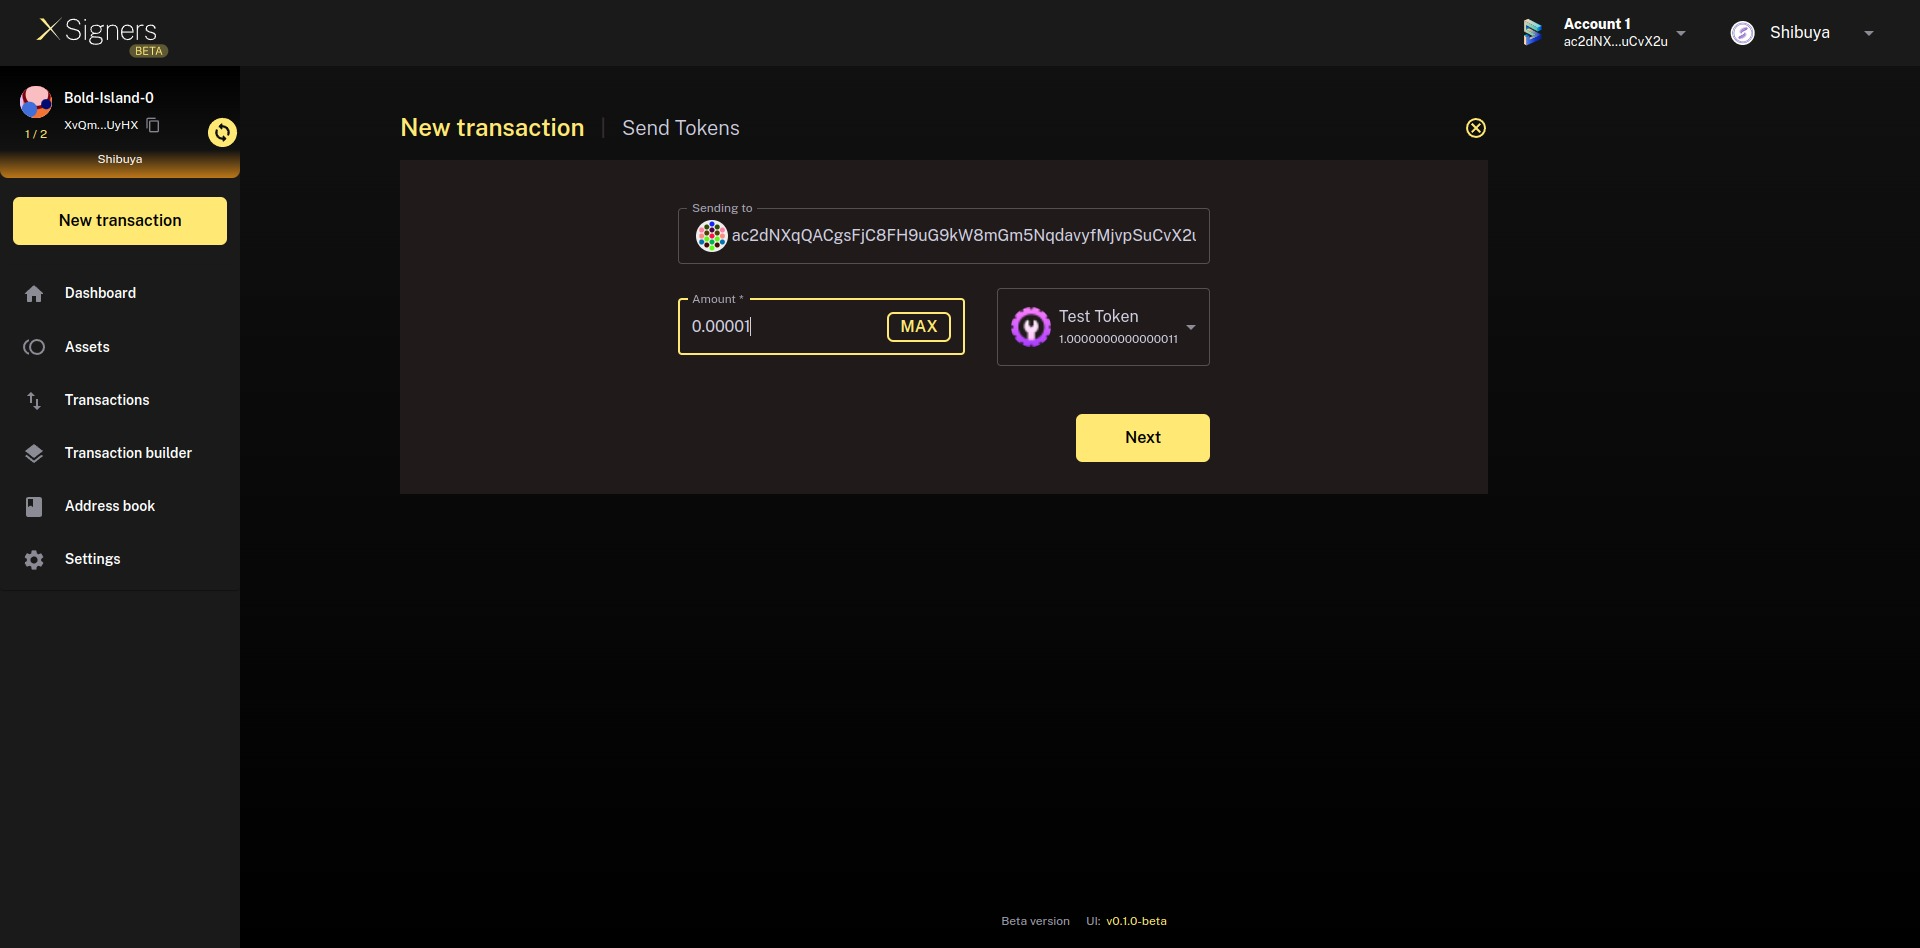 XSigners
BETA
Account 1
ac2dNX...uCvX2u
Shibuya
Bold-Island-0
XvQm...UyHX
1 / 2
Shibuya
New transaction
Dashboard
Assets
Transactions
Transaction builder
Address book
Settings
New transaction
Send Tokens
Sending to
ac2dNXqQACgsFjC8FH9uG9kW8mGm5NqdavyfMjvpSuCvX2u
Amount *
0.00001
MAX
Test Token
1.0000000000000011
Next
Beta version UI: v0.1.0-beta